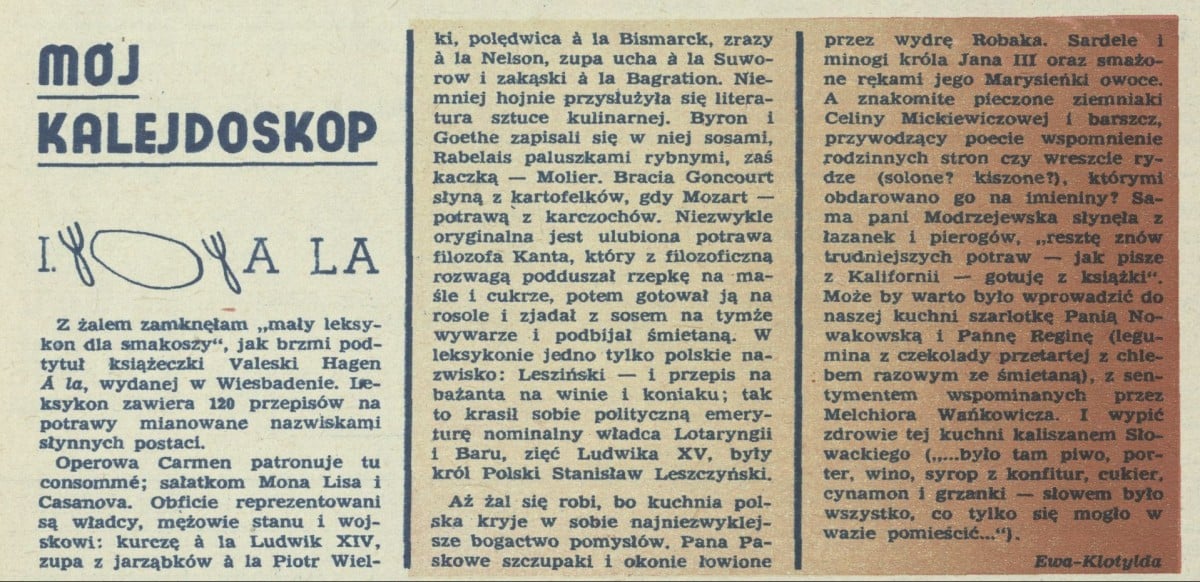 MÓJ
KALEJDOSKOP
I. A LA
Z żalem zamknęłam „mały leksy-
kon dla smakoszy“, jak brzmi pod-
tytuł książeczki Valeski Hagen
A la, wydanej w Wiesbadenie. Le-
ksykon zawiera 120 przepisów na
potrawy mianowane nazwiskami
słynnych postaci.
Operowa Carmen patronuje tu
consommé; sałatkom Mona Lisa i
Casanova. Obficie reprezentowani
są władcy, mężowie stanu i woj-
skowi: kurczę à la Ludwik XIV,
zupa z jarząbków à la Piotr Wiel-
ki, polędwica à la Bismarck, zrazy
à la Nelson, zupa ucha à la Suwo-
row i zakąski à la Bagration. Nie-
mniej hojnie przysłużyła się litera-
tura sztuce kulinarnej. Byron i
Goethe zapisali się w niej sosami,
Rabelais paluszkami rybnymi, zaś
kaczką — Molier. Bracia Goncourt
słyną z kartofelków, gdy Mozart —
potrawą z karczochów. Niezwykle
oryginalna jest ulubiona potrawa
filozofa Kanta, który z filozoficzną
rozwagą podduszał rzepkę na ma-
śle i cukrze, potem gotował ją na
rosole i zjadał z sosem na tymże
wywarze i podbijał śmietaną. W
leksykonie jedno tylko polskie na-
zwisko: Lesziński — i przepis na
bażanta na winie i koniaku; tak
to krasił sobie polityczną emery-
turę nominalny władca Lotaryngii
i Baru, zięć Ludwika XV, były
król Polski Stanisław Leszczyński.
Aż żal się robi, bo kuchnia pol-
ska kryje w sobie najniezwyklej-
sze bogactwo pomysłów. Pana Pa-
skowe szczupaki i okonie łowione
przez wydrę Robaka. Sardele i
minogi króla Jana III oraz smażo-
ne rękami jego Marysieńki owoce.
A znakomite pieczone ziemniaki
Celiny Mickiewiczowej i barszcz,
przywodzący poecie wspomnienie
rodzinnych stron czy wreszcie ry-
dze (solone? kiszone?), którymi
obdarowano go na imieniny? Sa-
ma pani Modrzejewska słynęła z
łazanek i pierogów, „resztę znów
trudniejszych potraw — jak pisze
z Kalifornii — gotuję z książki“.
Może by warto było wprowadzić do
naszej kuchni szarlotkę Panią No-
wakowską i Pannę Reginę (legu-
mina z czekolady przetartej z chle-
bem razowym ze śmietaną), z sen-
tymentem wspominanych przez
Melchiora Wańkowicza. I wypić
zdrowie tej kuchni kaliszanem Sło-
wackiego („....było tam piwo, por-
ter, wino, syrop z konfitur, cukier,
cynamon i grzanki — słowem było
wszystko, co tylko się mogło w
wazie pomieścić...“).
Ewa-Klotylda